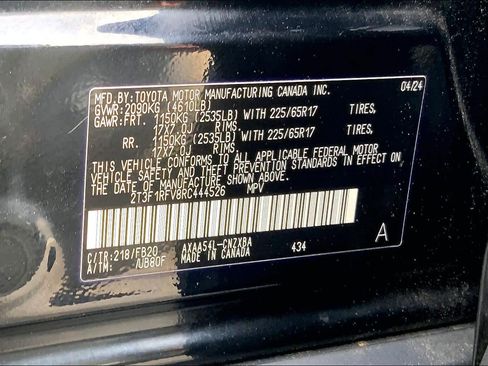 MFD.BY:TOYOTA MOTOR MANUFACTURING CANADA INC. 04/24
GVWR: 2090KG (4610LB)
GAWR:FRT. 1150KG (2535LB) WITH 225/65R17 TIRES,
17X7.0J RIMS,
RR. 1150KG (2535LB) WITH 225/65R17 TIRES,
17X7.0J RIMS,
THIS VEHICLE CONFORMS TO ALL APPLICABLE FEDERAL MOTOR
VEHICLE SAFETY AND THEFT PREVENTION STANDARDS IN EFFECT ON
THE DATE OF MANUFACTURE SHOWN ABOVE.
2T3F1RFV8RC444526 MPV
C/TR:218/FB20 AXAA54L-CNZXBA 434 A
A/TM: /UB80F MADE IN CANADA